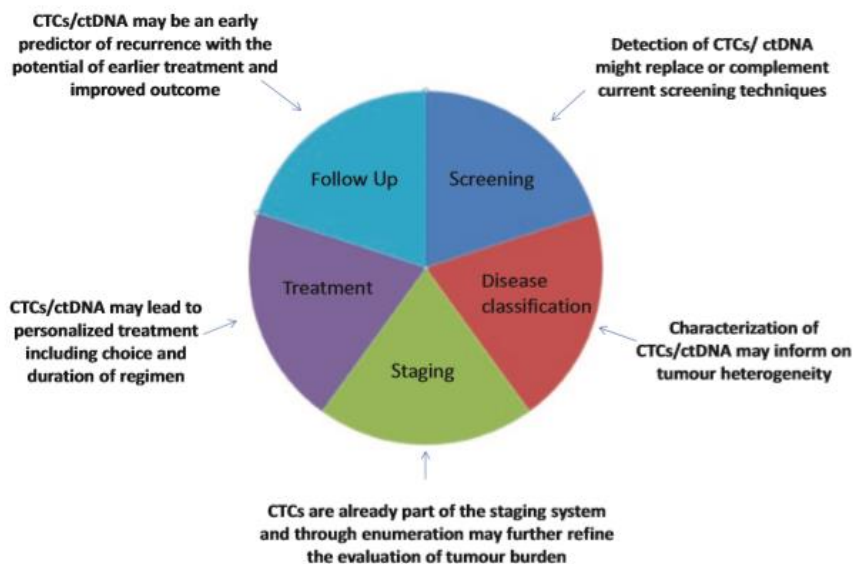 CTCs/ctDNA may be an early
predictor of recurrence with the
potential of earlier treatment and
improved outcome
Detection of CTCs/ ctDNA
might replace or complement
current screening techniques
Follow Up
Screening
Treatment
Disease
classification
Staging
CTCs/ctDNA may lead to
personalized treatment
including choice and
duration of regimen
Characterization of
CTCs/ctDNA may inform on
tumour heterogeneity
CTCs are already part of the staging system
and through enumeration may further refine
the evaluation of tumour burden